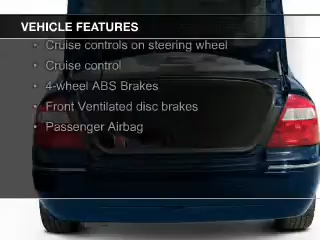 VEHICLE FEATURES
• Cruise controls on steering wheel
• Cruise control
• 4-wheel ABS Brakes
• Front Ventilated disc brakes
• Passenger Airbag